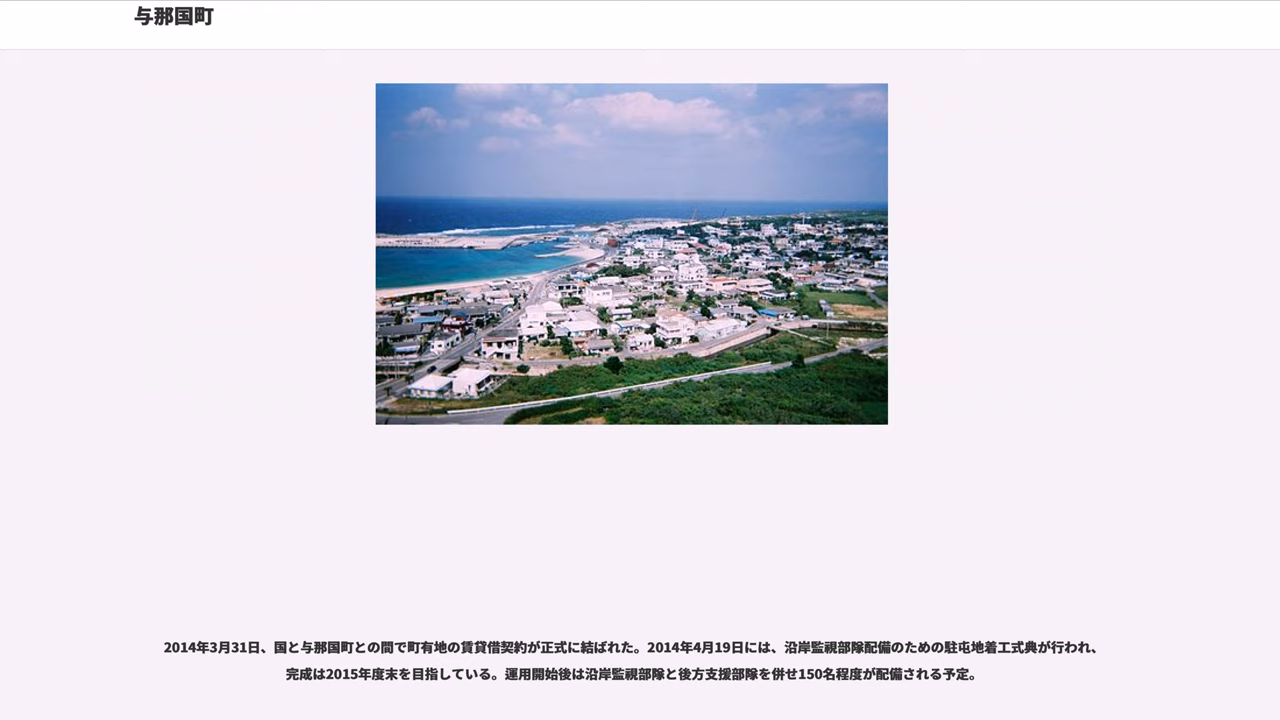 与那国町
2014年3月31日、国と与那国町との間で町有地の賃貸借契約が正式に結ばれた。2014年4月19日には、沿岸監視部隊配備のための駐屯地着工式典が行われ、
完成は2015年度末を目指している。運用開始後は沿岸監視部隊と後方支援部隊を併せ150名程度が配備される予定。